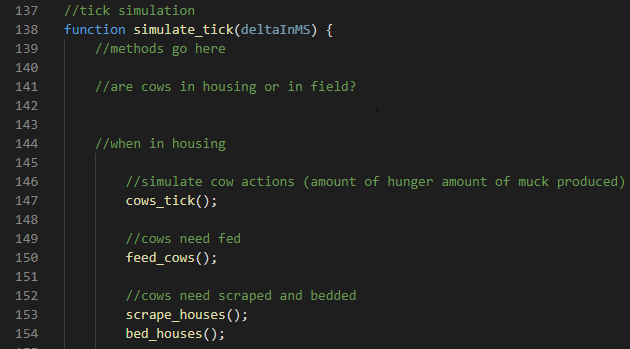 137 //tick simulation
138 function simulate_tick(deltaInMS) {
139 //methods go here
140
141 //are cows in housing or in field?
142
143
144 //when in housing
145
146 //simulate cow actions (amount of hunger amount of muck produced)
147 cows_tick();
148
149 //cows need fed
150 feed_cows();
151
152 //cows need scraped and bedded
153 scrape_houses();
154 bed_houses();